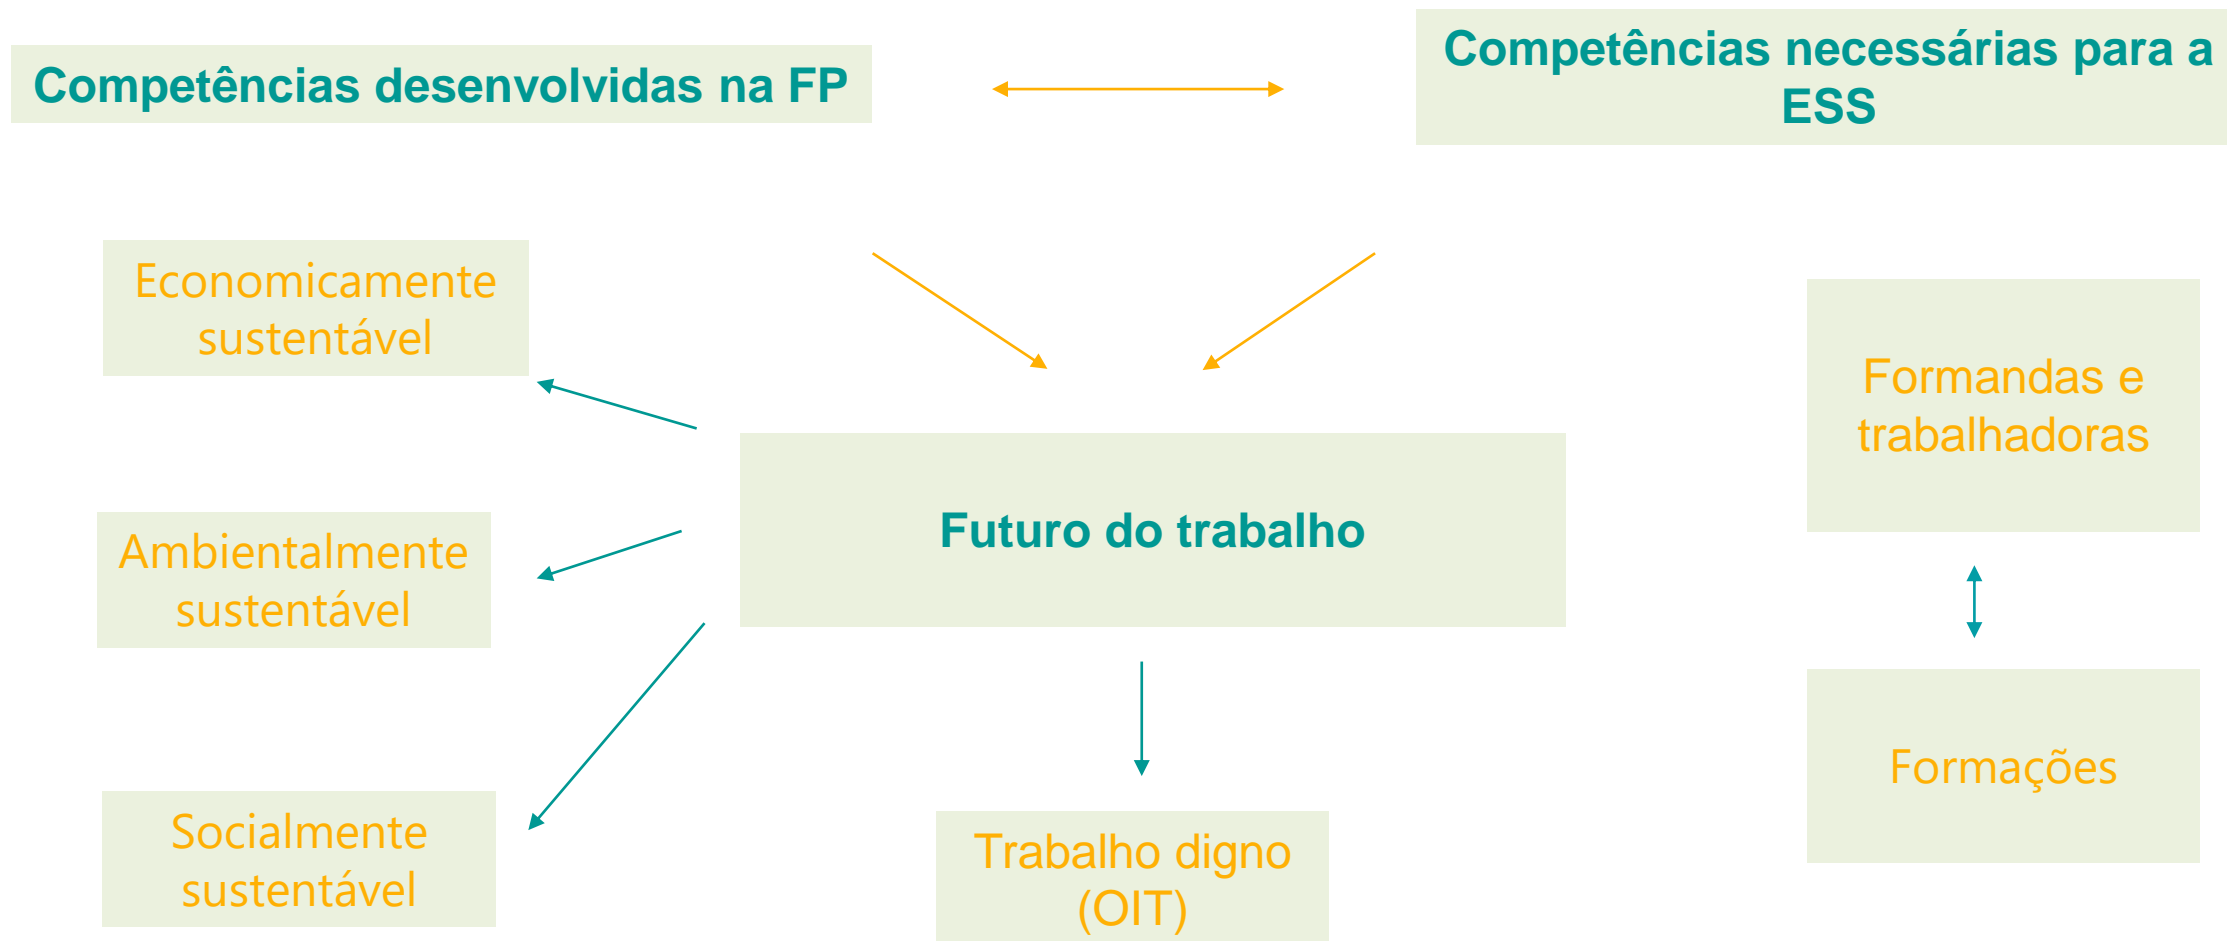 Competências desenvolvidas na FP
Competências necessárias para a
ESS
Economicamente
sustentável
Formandas e
trabalhadoras
Futuro do trabalho
Ambientalmente
sustentável
Formações
Socialmente
sustentável
Trabalho digno
(OIT)